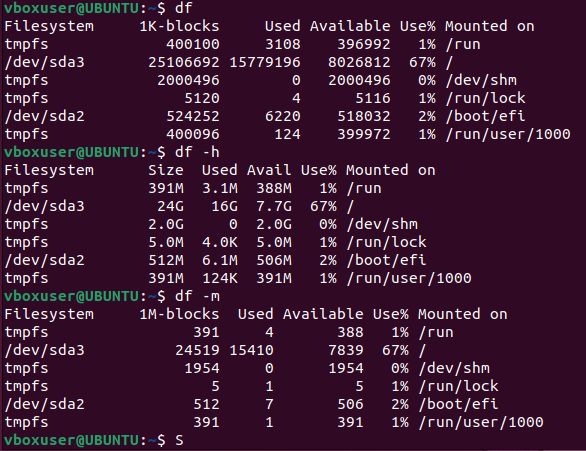 vboxuser@UBUNTU:~$ df
Filesystem     1K-blocks     Used Available Use% Mounted on
tmpfs             400100     3108    396992   1% /run
/dev/sda3       25106692 15779196   8026812  67% /
tmpfs            2000496        0   2000496   0% /dev/shm
tmpfs               5120        4      5116   1% /run/lock
/dev/sda2         524252     6220    518032   2% /boot/efi
tmpfs             400096      124    399972   1% /run/user/1000
vboxuser@UBUNTU:~$ df -h
Filesystem      Size  Used Avail Use% Mounted on
tmpfs           391M  3.1M  388M   1% /run
/dev/sda3        24G   16G  7.7G  67% /
tmpfs           2.0G     0  2.0G   0% /dev/shm
tmpfs           5.0M  4.0K  5.0M   1% /run/lock
/dev/sda2       512M  6.1M  506M   2% /boot/efi
tmpfs           391M  124K  391M   1% /run/user/1000
vboxuser@UBUNTU:~$ df -m
Filesystem     1M-blocks  Used Available Use% Mounted on
tmpfs                391     4       388   1% /run
/dev/sda3          24519 15410      7839  67% /
tmpfs               1954     0      1954   0% /dev/shm
tmpfs                  5     1         5   1% /run/lock
/dev/sda2            512     7       506   2% /boot/efi
tmpfs                391     1       391   1% /run/user/1000
vboxuser@UBUNTU:~$ S